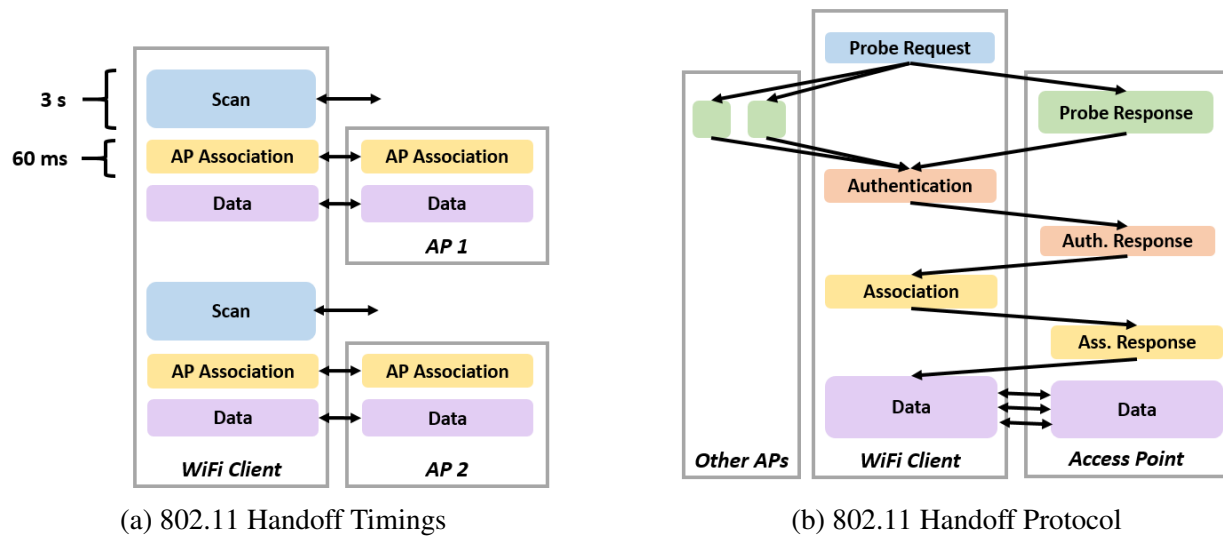 3 s
Scan
60 ms
AP Association
AP Association
Data
Data
AP 1
Scan
AP Association
AP Association
Data
Data
WiFi Client
AP 2
(a) 802.11 Handoff Timings
Probe Request
Probe Response
Authentication
Auth. Response
Association
Ass. Response
Data
Data
Other APs
WiFi Client
Access Point
(b) 802.11 Handoff Protocol